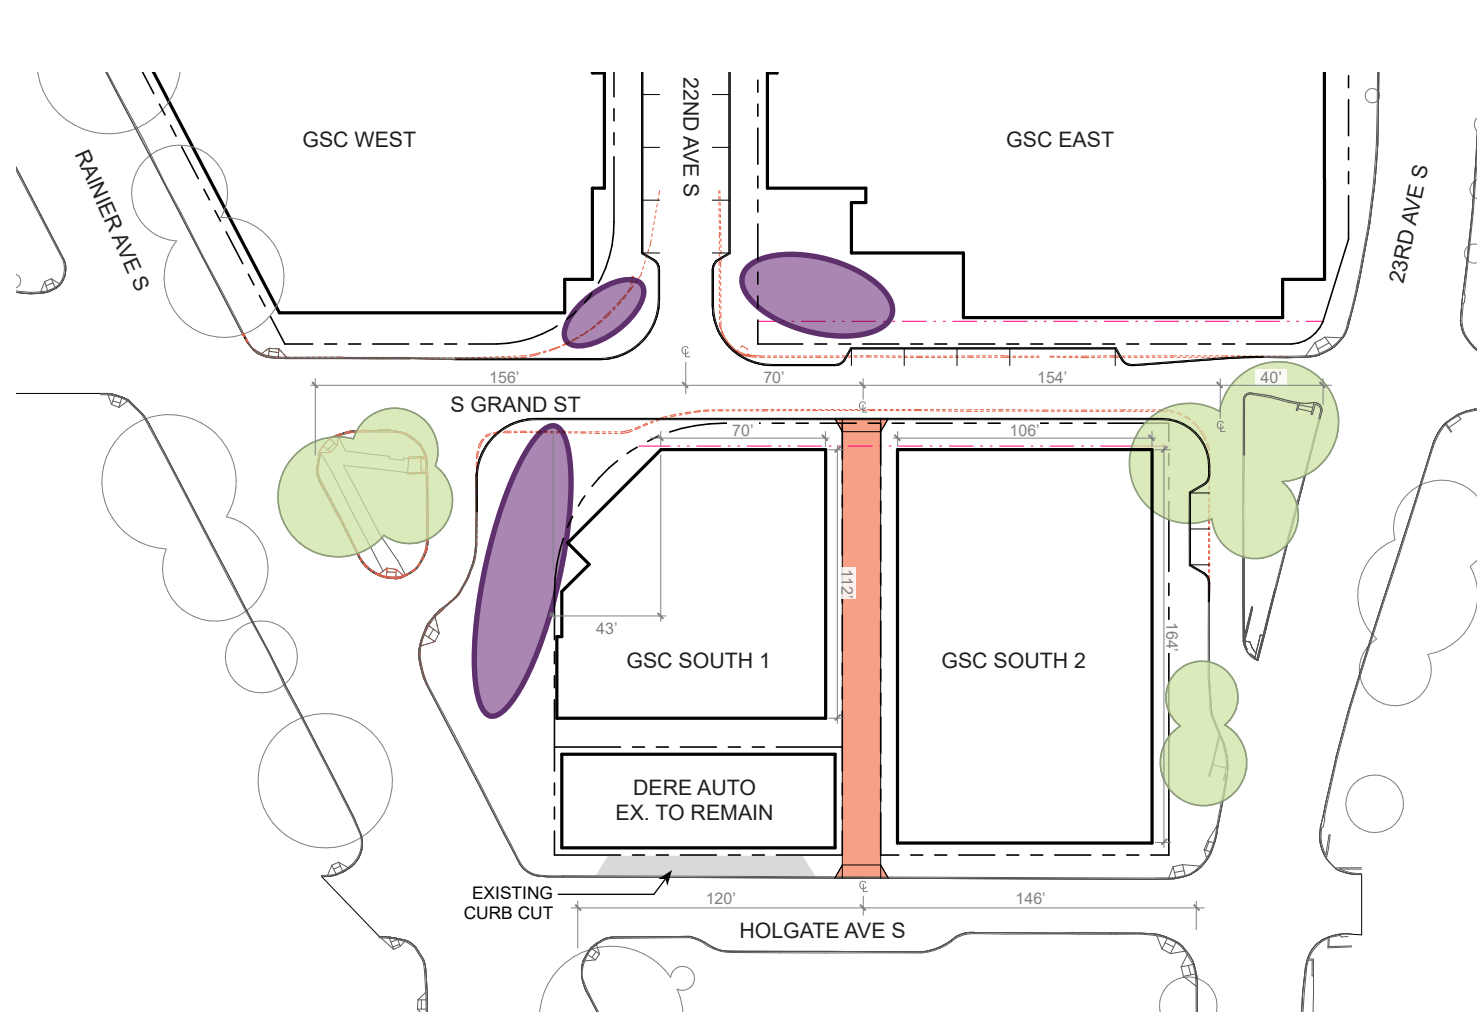 GSC WEST
22ND AVE S
GSC EAST
RAINIER AVE S
23RD AVE S
℄
156’
70’
154’
40’
S GRAND ST
℄
℄
70’
106’
112’
43’
164’
GSC SOUTH 1
GSC SOUTH 2
DERE AUTO
EX. TO REMAIN
EXISTING
CURB CUT
120’
℄
146’
HOLGATE AVE S